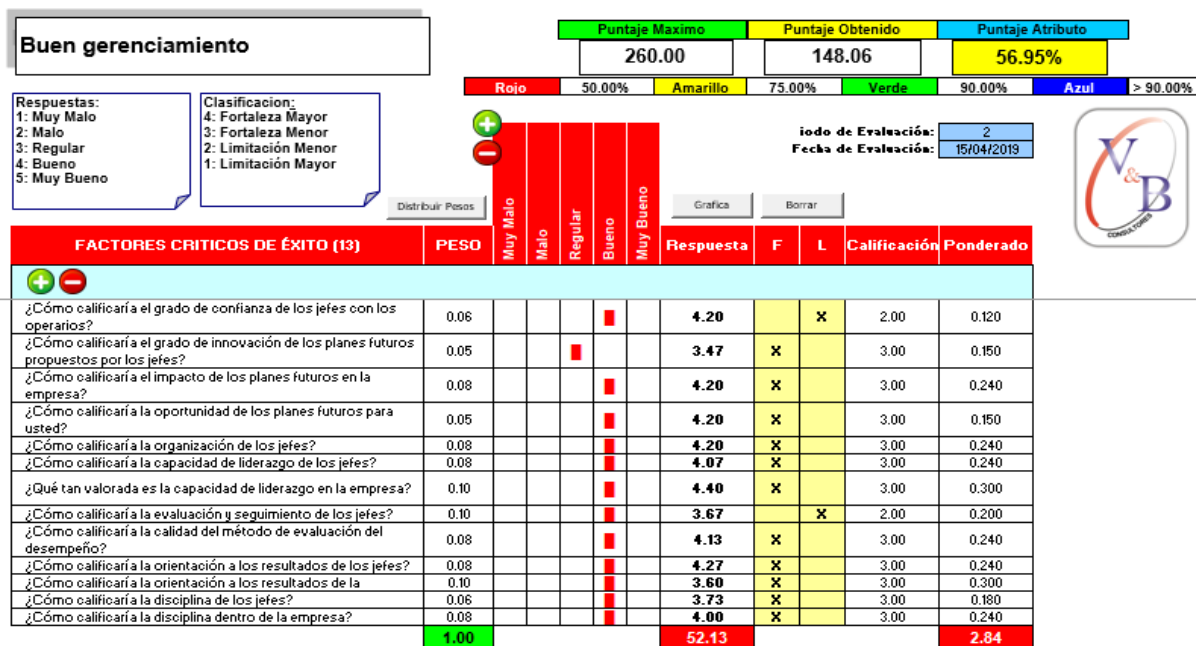 Buen gerenciamiento
Puntaje Maximo Puntaje Obtenido Puntaje Atributo
260.00 148.06 56.95%
Rojo 50.00% Amarillo 75.00% Verde 90.00% Azul > 90.00%
Respuestas:
1: Muy Malo
2: Malo
3: Regular
4: Bueno
5: Muy Bueno
Clasificacion:
4: Fortaleza Mayor
3: Fortaleza Menor
2: Limitación Menor
1: Limitación Mayor
iodo de Evaluación: 2
Fecha de Evaluación: 15/04/2019
V&B
CONSULTORES
Distribuir Pesos
Grafica
Borrar
FACTORES CRITICOS DE ÉXITO (13) PESO Muy Malo Malo Regular Bueno Muy Bueno Respuesta F L Calificación Ponderado
¿Cómo calificaría el grado de confianza de los jefes con los
operarios? 0.06 4.20 X 2.00 0.120
¿Cómo calificaría el grado de innovación de los planes futuros
propuestos por los jefes? 0.05 3.47 X 3.00 0.150
¿Cómo calificaría el impacto de los planes futuros en la
empresa? 0.08 4.20 X 3.00 0.240
¿Cómo calificaría la oportunidad de los planes futuros para
usted? 0.05 4.20 X 3.00 0.150
¿Cómo calificaría la organización de los jefes? 0.08 4.20 X 3.00 0.240
¿Cómo calificaría la capacidad de liderazgo de los jefes? 0.08 4.07 X 3.00 0.240
¿Qué tan valorada es la capacidad de liderazgo en la empresa? 0.10 4.40 X 3.00 0.300
¿Cómo calificaría la evaluación y seguimiento de los jefes? 0.10 3.67 X 2.00 0.200
¿Cómo calificaría la calidad del método de evaluación del
desempeño? 0.08 4.13 X 3.00 0.240
¿Cómo calificaría la orientación a los resultados de los jefes? 0.08 4.27 X 3.00 0.240
¿Cómo calificaría la orientación a los resultados de la 0.10 3.60 X 3.00 0.300
¿Cómo calificaría la disciplina de los jefes? 0.06 3.73 X 3.00 0.180
¿Cómo calificaría la disciplina dentro de la empresa? 0.08 4.00 X 3.00 0.240
1.00 52.13 2.84